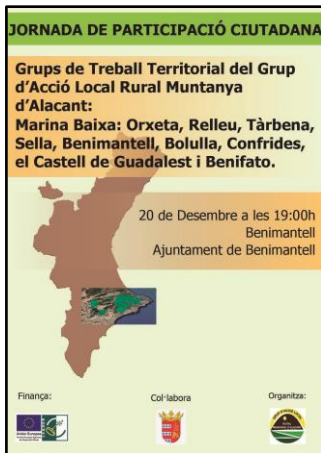 JORNADA DE PARTICIPACIÓ CIUTADANA
Grups de Treball Territorial del Grup
d'Acció Local Rural Muntanya
d'Alacant:
Marina Baixa: Orxeta, Relleu, Tàrbena,
Sella, Benimantell, Bolulla, Confrides,
el Castell de Guadalest i Benifato.
20 de Desembre a les 19:00h
Benimantell
Ajuntament de Benimantell
Finança:
Col·labora
Organitza: